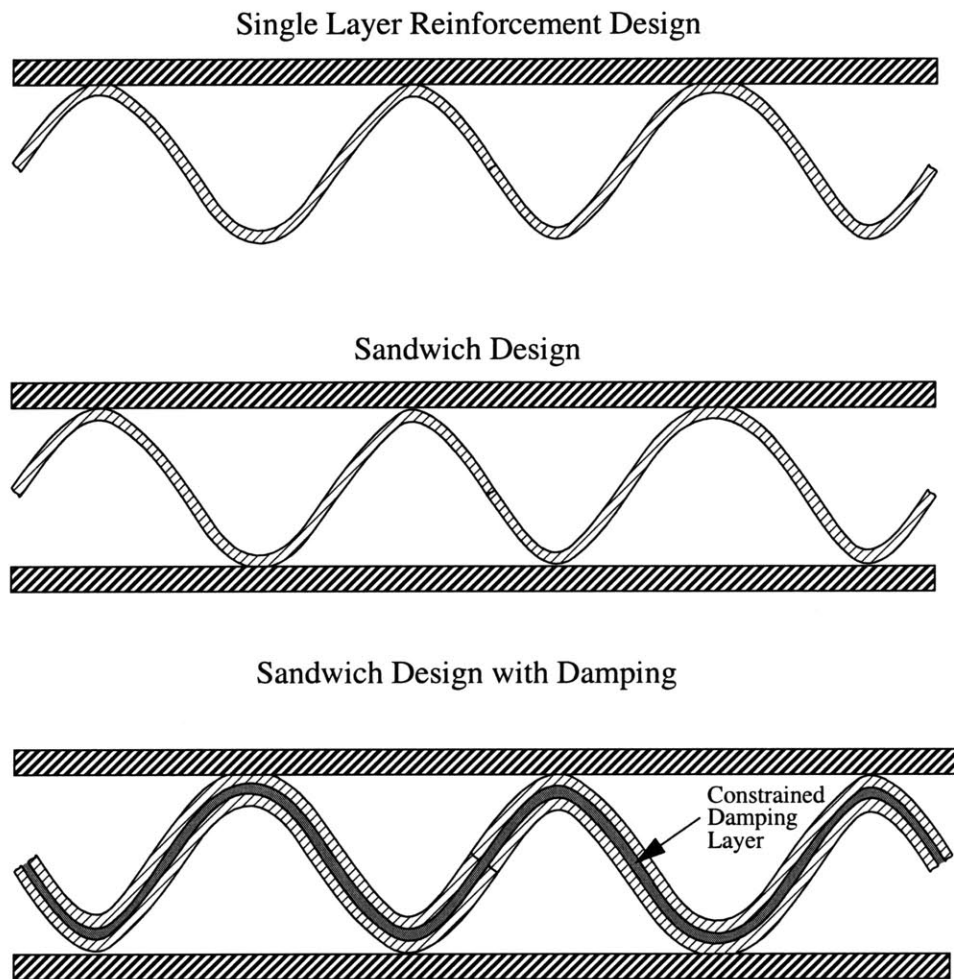 Single Layer Reinforcement Design
Sandwich Design
Sandwich Design with Damping
Constrained
Damping
Layer